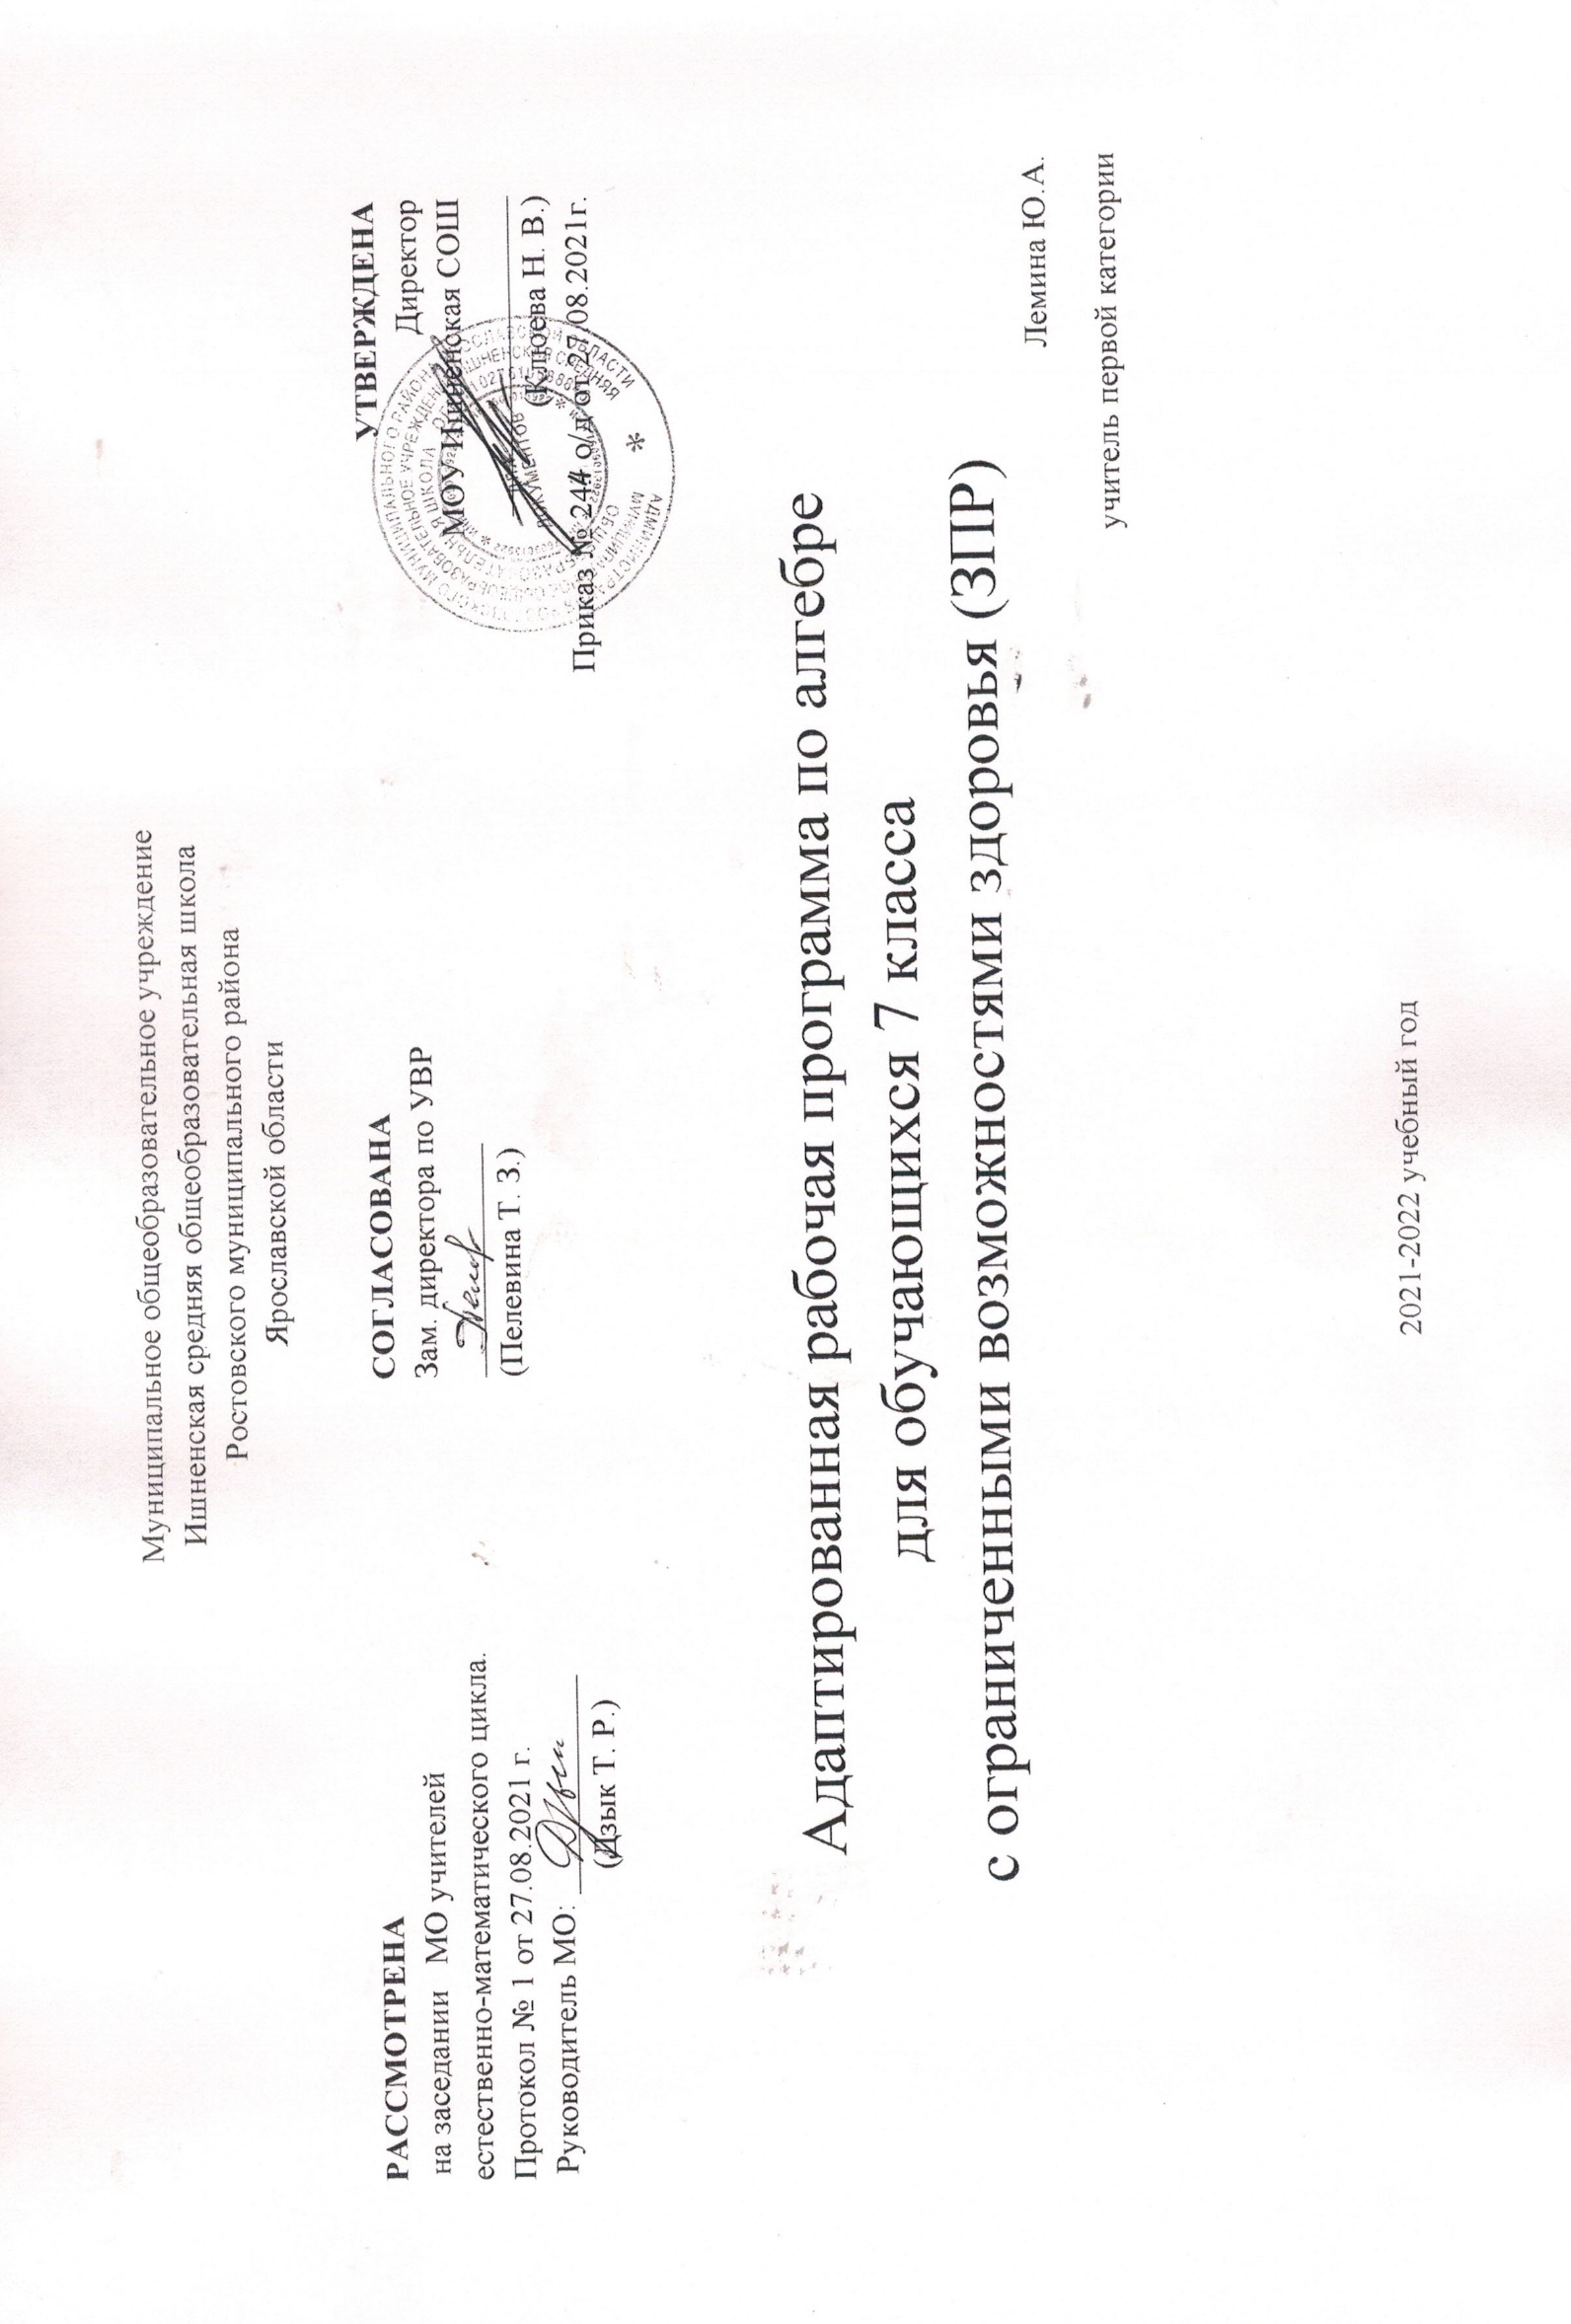 Муниципальное общеобразовательное учреждение
Ишненская средняя общеобразовательная школа
Ростовского муниципального района
Ярославской области
РАССМОТРЕНА
на заседании МО учителей
естественно-математического цикла.
Протокол № 1 от 27.08.2021 г.
Руководитель МО:
(Дзык Т. Р.)
СОГЛАСОВАНА
Зам. директора по УВР
(Пелевина Т. З.)
УТВЕРЖДЕНА
Директор
МОУ Ишненская СОШ
(Клюева Н. В.)
Приказ № 244 о/д от 27.08.2021г.
Адаптированная рабочая программа по алгебре
для обучающихся 7 класса
с ограниченными возможностями здоровья (ЗПР)
Лемина Ю.А.
учитель первой категории
2021-2022 учебный год